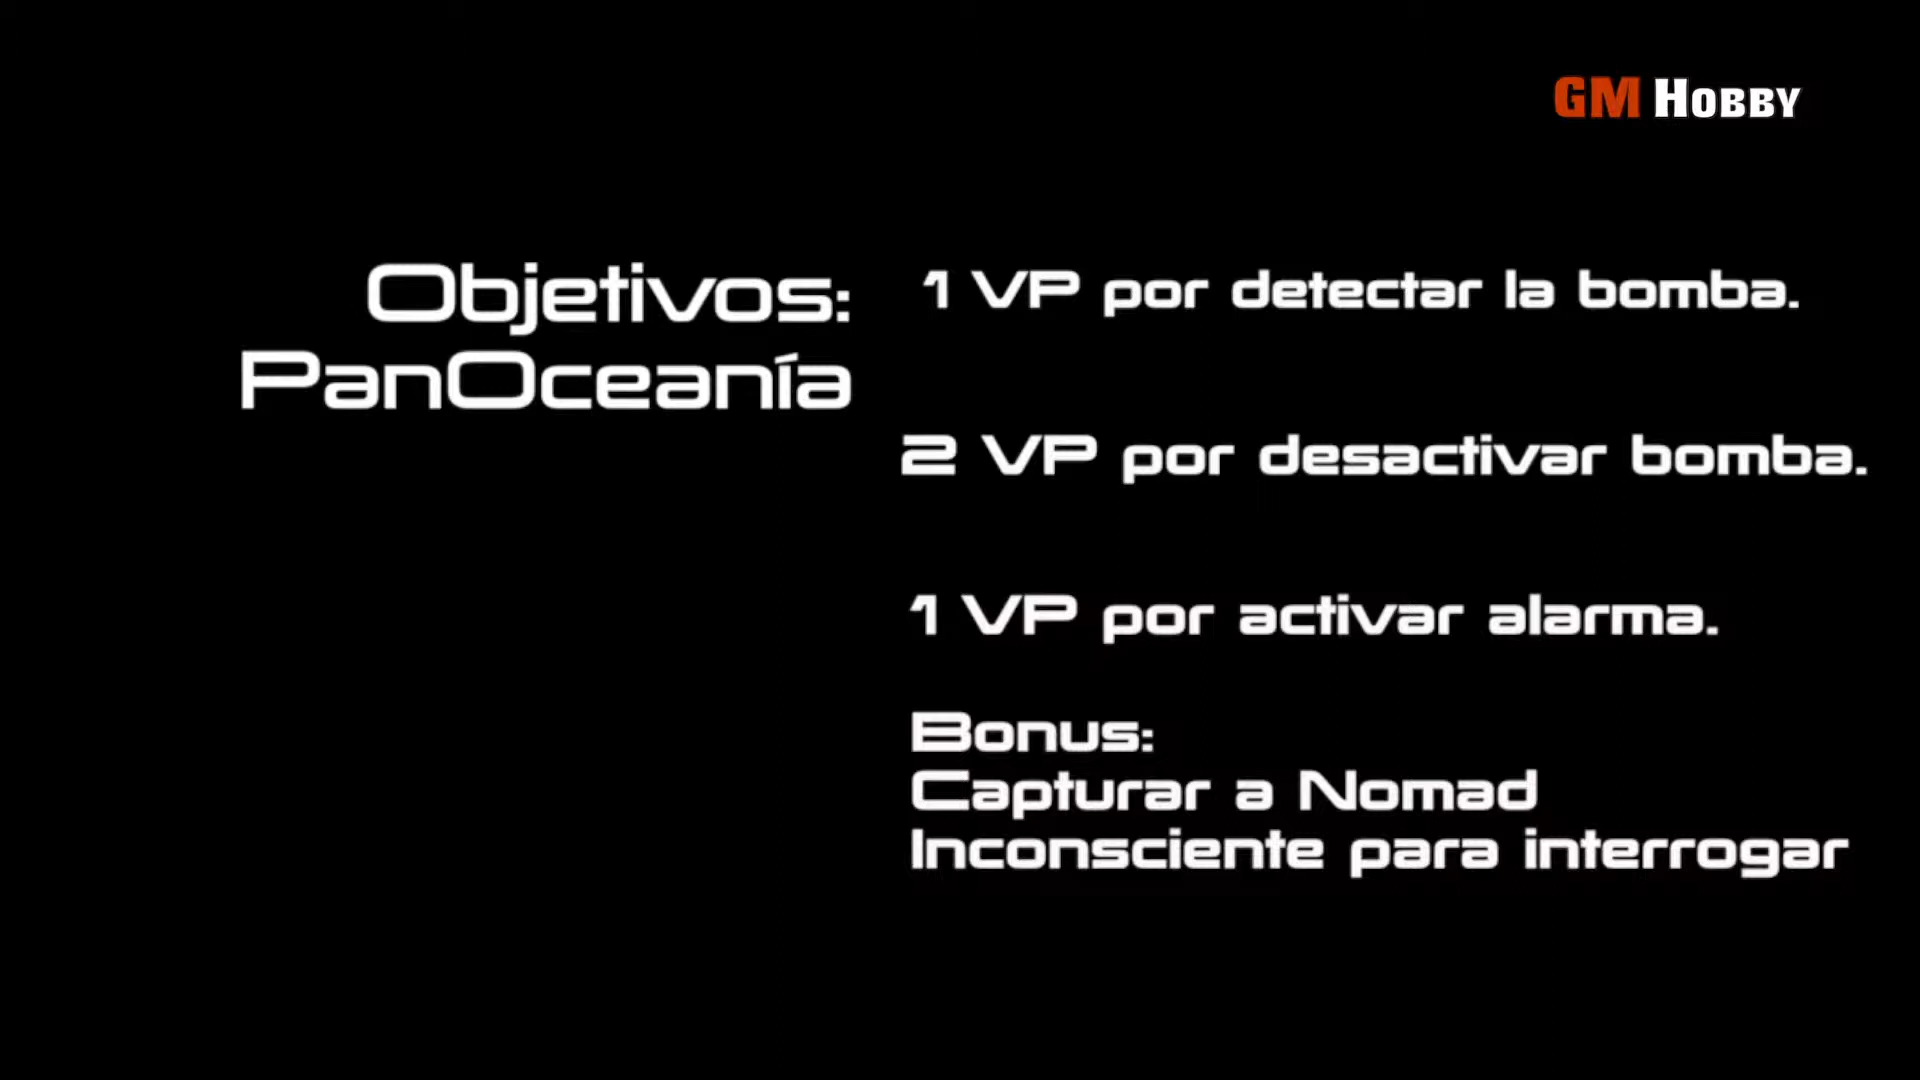 GM HOBBY
Objetivos:
PanOceanía
1 VP por detectar la bomba.
2 VP por desactivar bomba.
1 VP por activar alarma.
Bonus:
Capturar a Nomad
Inconsciente para interrogar